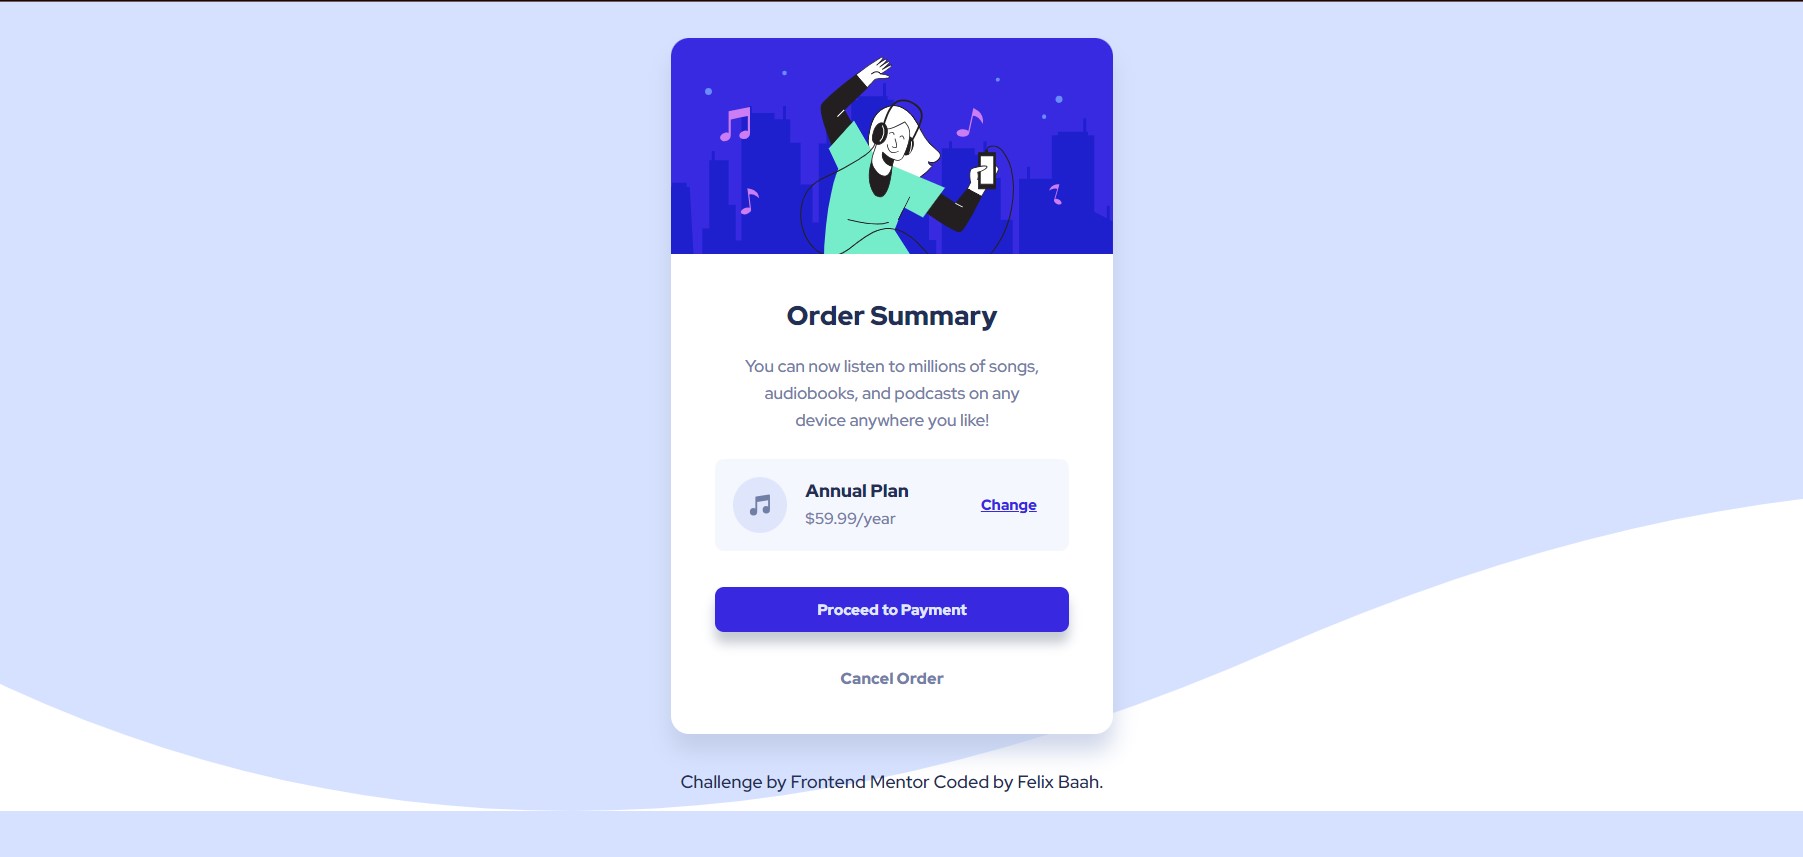 Order Summary
You can now listen to millions of songs,
audiobooks, and podcasts on any
device anywhere you like!
Annual Plan
$59.99/year
Change
Proceed to Payment
Cancel Order
Challenge by Frontend Mentor Coded by Felix Baah.